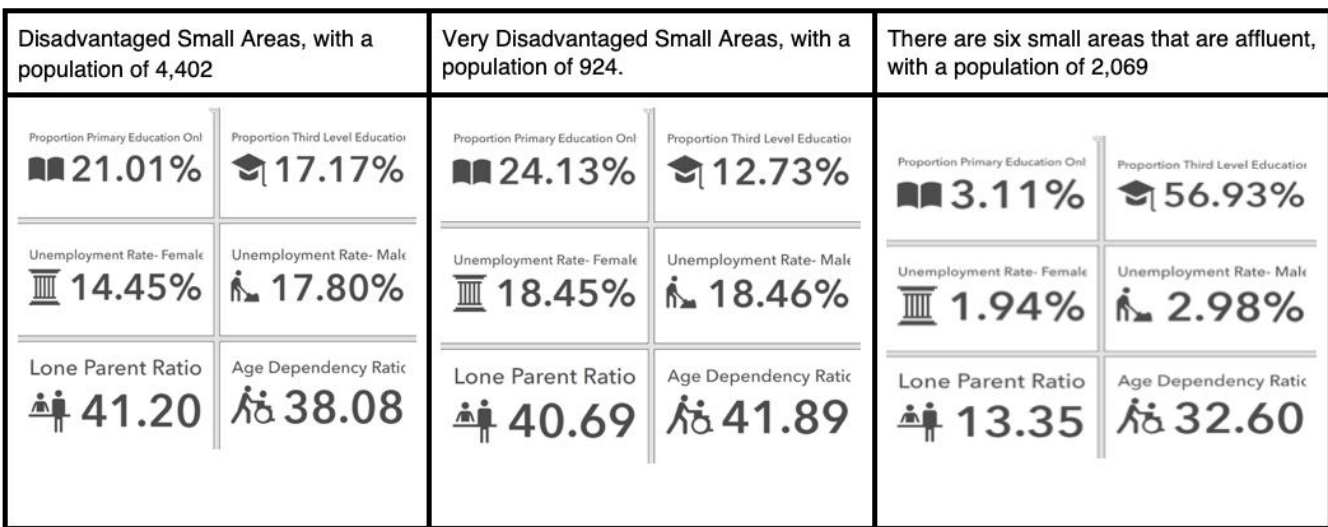 Disadvantaged Small Areas, with a
population of 4,402
Very Disadvantaged Small Areas, with a
population of 924.
There are six small areas that are affluent,
with a population of 2,069
Proportion Primary Education Onl
Proportion Third Level Education
21.01%
17.17%
Unemployment Rate- Female
Unemployment Rate- Male
14.45%
17.80%
Lone Parent Ratio
Age Dependency Ratic
41.20
38.08
Proportion Primary Education Onl
Proportion Third Level Education
24.13%
12.73%
Unemployment Rate- Female
Unemployment Rate- Male
18.45%
18.46%
Lone Parent Ratio
Age Dependency Ratic
40.69
41.89
Proportion Primary Education Onl
Proportion Third Level Education
3.11%
56.93%
Unemployment Rate- Female
Unemployment Rate- Male
1.94%
2.98%
Lone Parent Ratio
Age Dependency Ratic
13.35
32.60